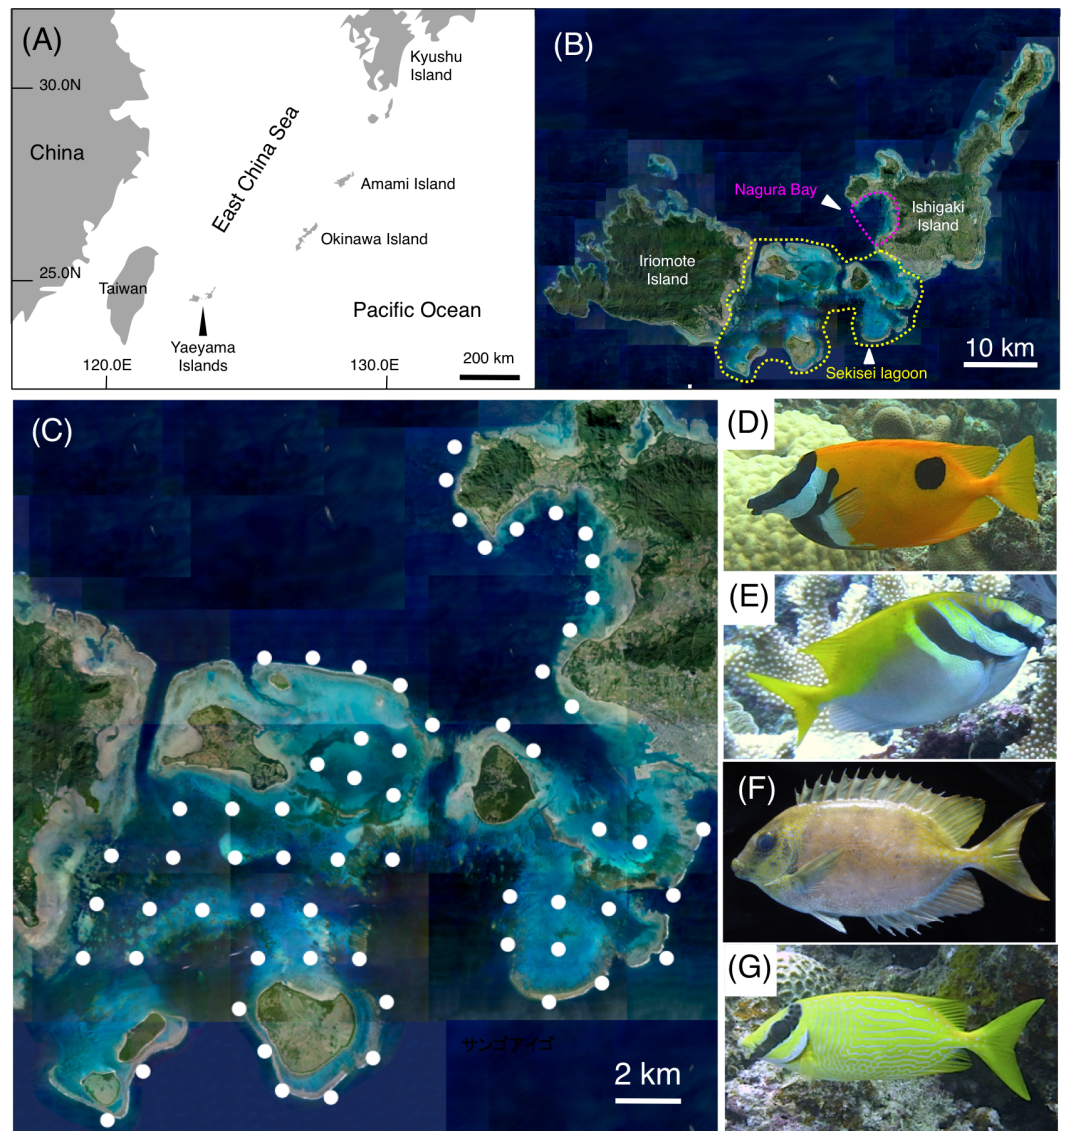 (A)
Kyushu
Island
30.0N
China
East China Sea
Amami Island
Okinawa Island
25.0N
Taiwan
Pacific Ocean
Yaeyama
Islands
120.0E
130.0E
200 km
(B)
Nagura Bay
Ishigaki
Island
Iriomote
Island
10 km
Sekisei lagoon
(C)
サンゴアイゴ
2 km
(D)
(E)
(F)
(G)